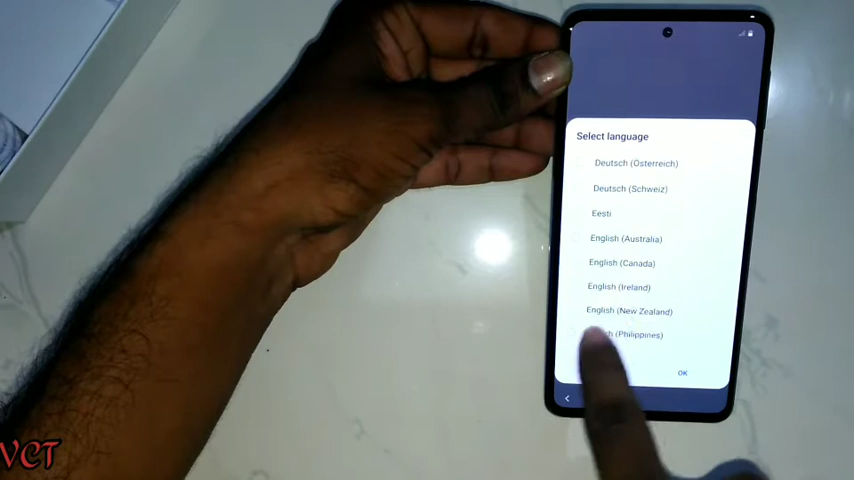 Select language
Deutsch (Österreich)
Deutsch (Schweiz)
Eesti
English (Australia)
English (Canada)
English (Ireland)
English (New Zealand)
(Philippines)
OK
VCT